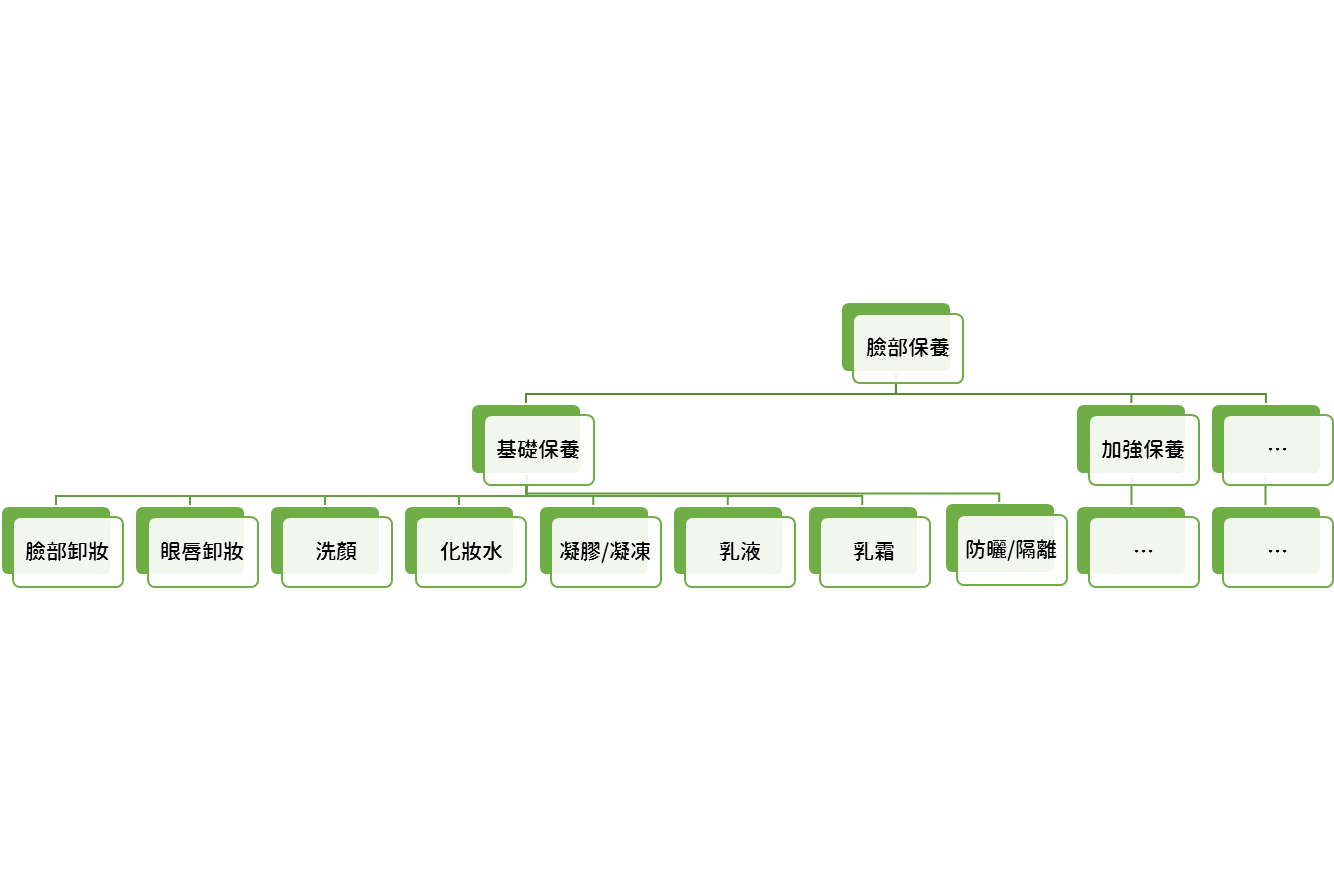 臉部保養
基礎保養
加強保養
…
臉部卸妝
眼唇卸妝
洗顏
化妝水
凝膠/凝凍
乳液
乳霜
防曬/隔離
…
…